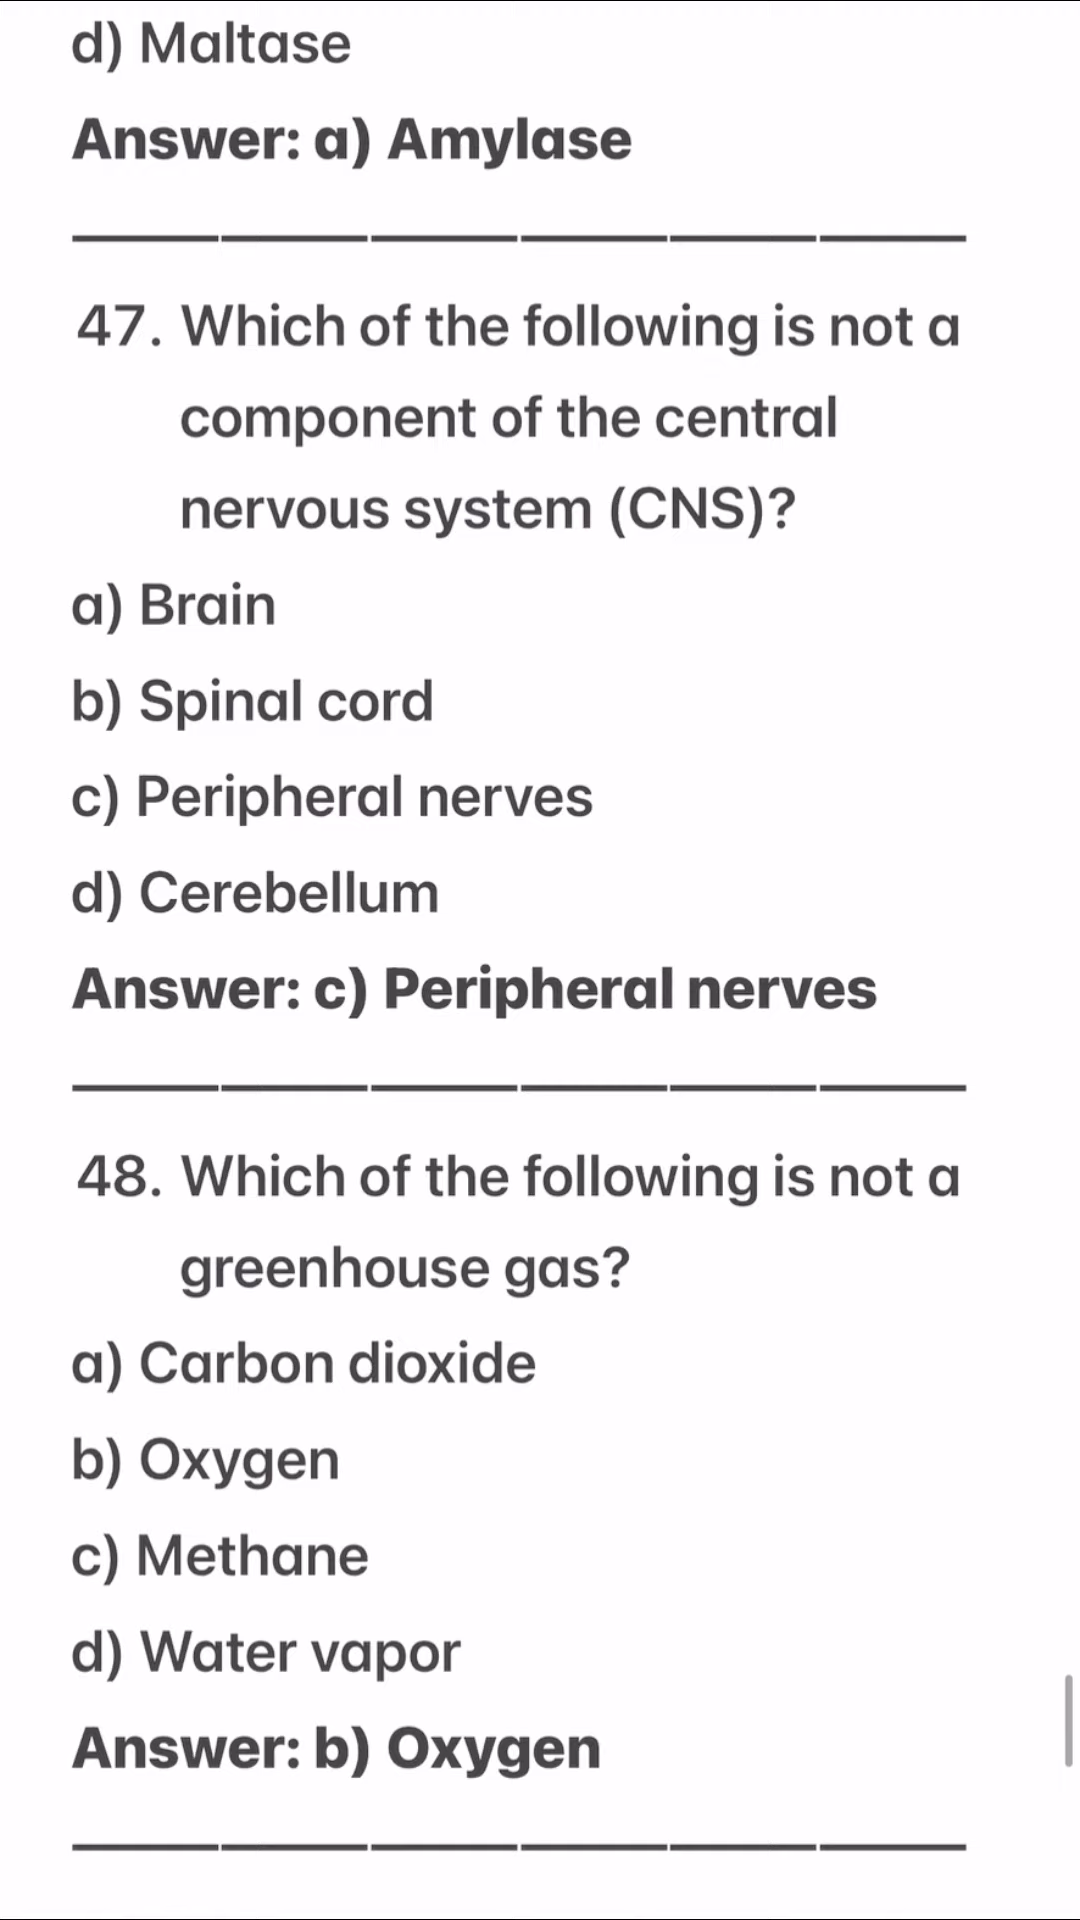 d) Maltase
Answer: a) Amylase
47. Which of the following is not a
component of the central
nervous system (CNS)?
a) Brain
b) Spinal cord
c) Peripheral nerves
d) Cerebellum
Answer: c) Peripheral nerves
48. Which of the following is not a
greenhouse gas?
a) Carbon dioxide
b) Oxygen
c) Methane
d) Water vapor
Answer: b) Oxygen